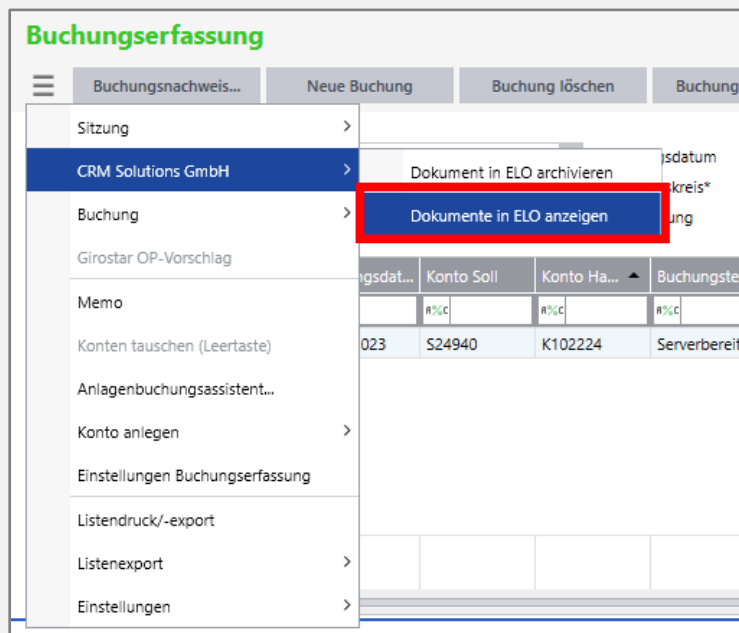 Buchungserfassung
Buchungsnachweis... Neue Buchung Buchung löschen Buchung
Sitzung
CRM Solutions GmbH
Dokument in ELO archivieren
Dokumente in ELO anzeigen
Buchung
Girostar OP-Vorschlag
Memo
Konten tauschen (Leertaste)
Anlagenbuchungsassistent...
Konto anlegen
Einstellungen Buchungserfassung
Listendruck/-export
Listenexport
Einstellungen
sdatum
kreis*
ung
gsdat... Konto Soll Konto Ha... Buchungste
023 S24940 K102224 Serverbereit